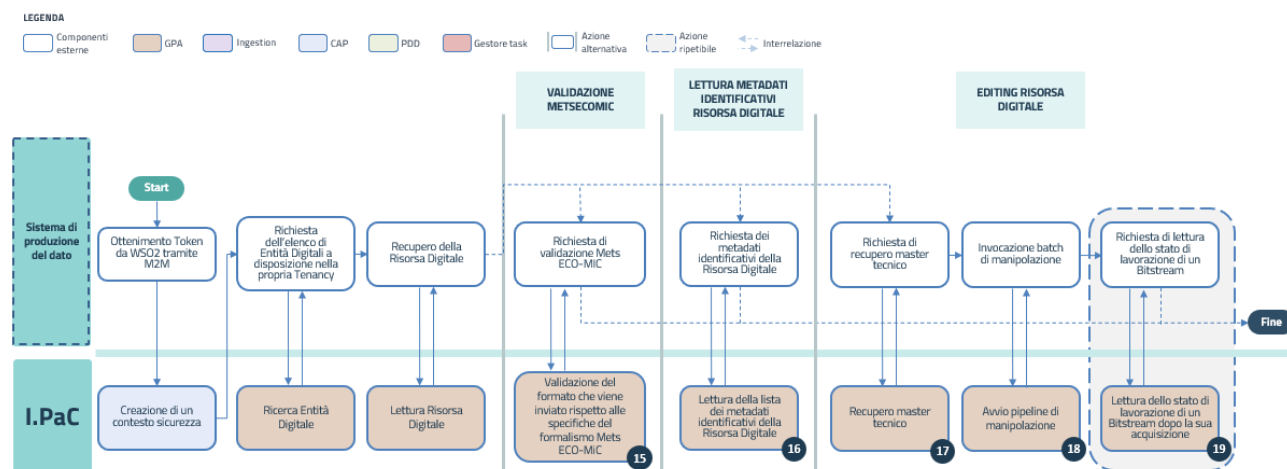 LEGENDA
Componenti
esterne
GPA
Ingestion
CAP
PDD
Gestore task
Azione
alternativa
Azione
ripetibile
Interrelazione
VALIDAZIONE
METSECOMIC
LETTURA METADATI
IDENTIFICATIVI
RISORSA DIGITALE
EDITING RISORSA
DIGITALE
Sistema di
produzione
del dato
Start
Ottenimento Token
da WSO2 tramite
M2M
Richiesta
dell'elenco di
Entità Digitali a
disposizione nella
propria Tenancy
Recupero della
Risorsa Digitale
Richiesta di
validazione Mets
ECO-MIC
Richiesta dei
metadati
identificativi della
Risorsa Digitale
Richiesta di
recupero master
tecnico
Invocazione batch
di manipolazione
Richiesta di lettura
dello stato di
lavorazione di un
Bitstream
Fine
I.PaC
Creazione di un
contesto sicurezza
Ricerca Entità
Digitale
Lettura Risorsa
Digitale
Validazione del
formato che viene
inviato rispetto alle
specifiche del
formalismo Mets
ECO-MiC
15
Lettura della lista
dei metadati
identificativi della
Risorsa Digitale
16
Recupero master
tecnico
17
Avvio pipeline di
manipolazione
18
Lettura dello stato di
lavorazione di un
Bitstream dopo la sua
acquisizione
19